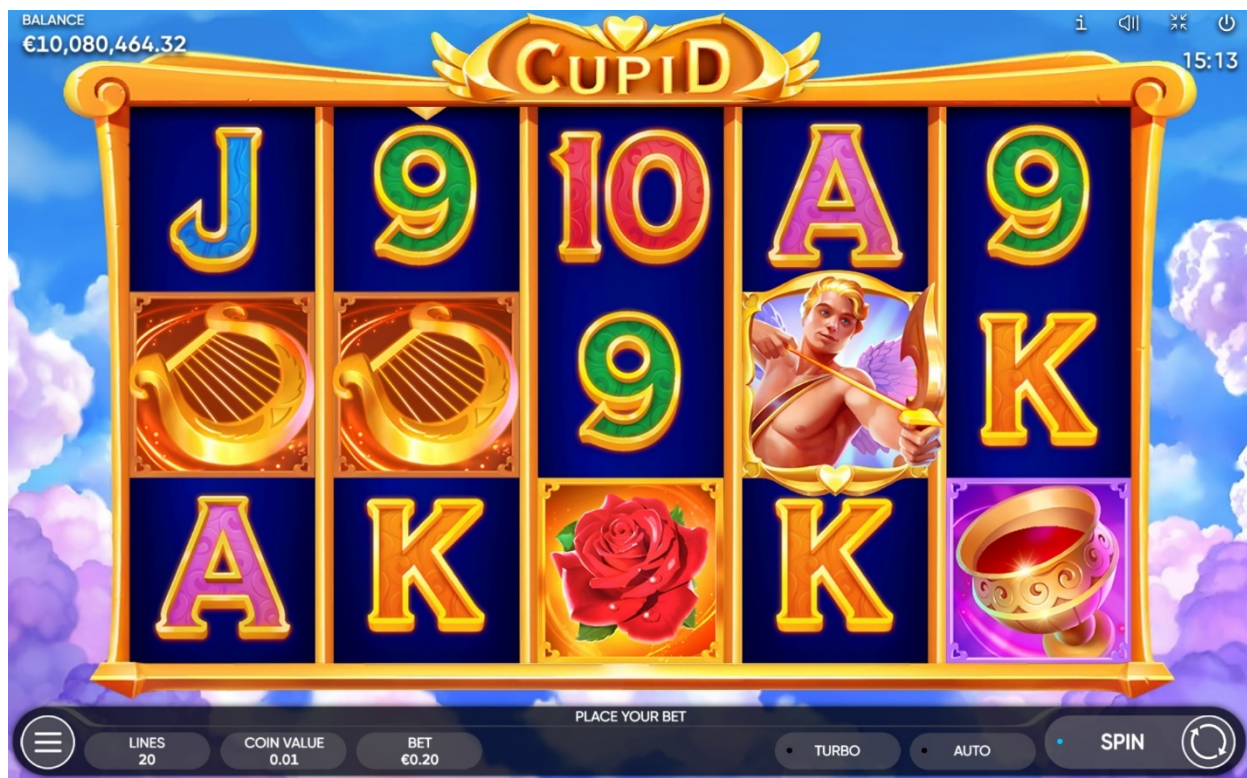 BALANCE
€10,080,464.32
15:13
CUPID
J 9 10 A 9
9 K
A K K
PLACE YOUR BET
LINES
20
COIN VALUE
0.01
BET
€0.20
TURBO
AUTO
SPIN